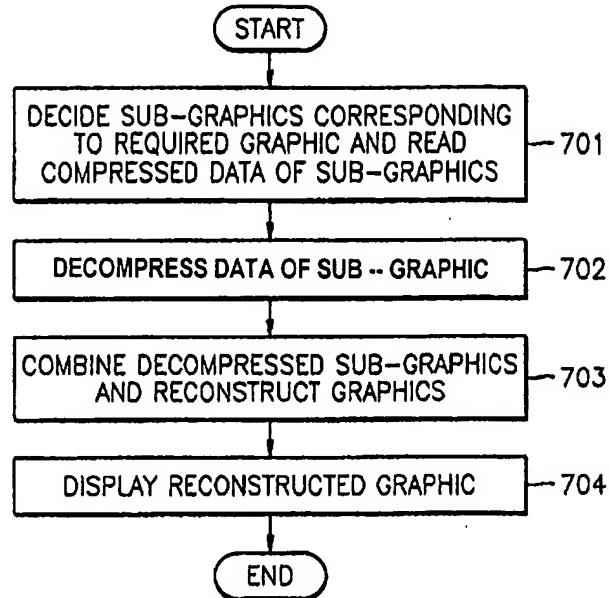 START
DECIDE SUB-GRAPHICS CORRESPONDING
TO REQUIRED GRAPHIC AND READ
COMPRESSED DATA OF SUB-GRAPHICS
701
DECOMPRESS DATA OF SUB--GRAPHIC
702
COMBINE DECOMPRESSED SUB-GRAPHICS
AND RECONSTRUCT GRAPHICS
703
DISPLAY RECONSTRUCTED GRAPHIC
704
END